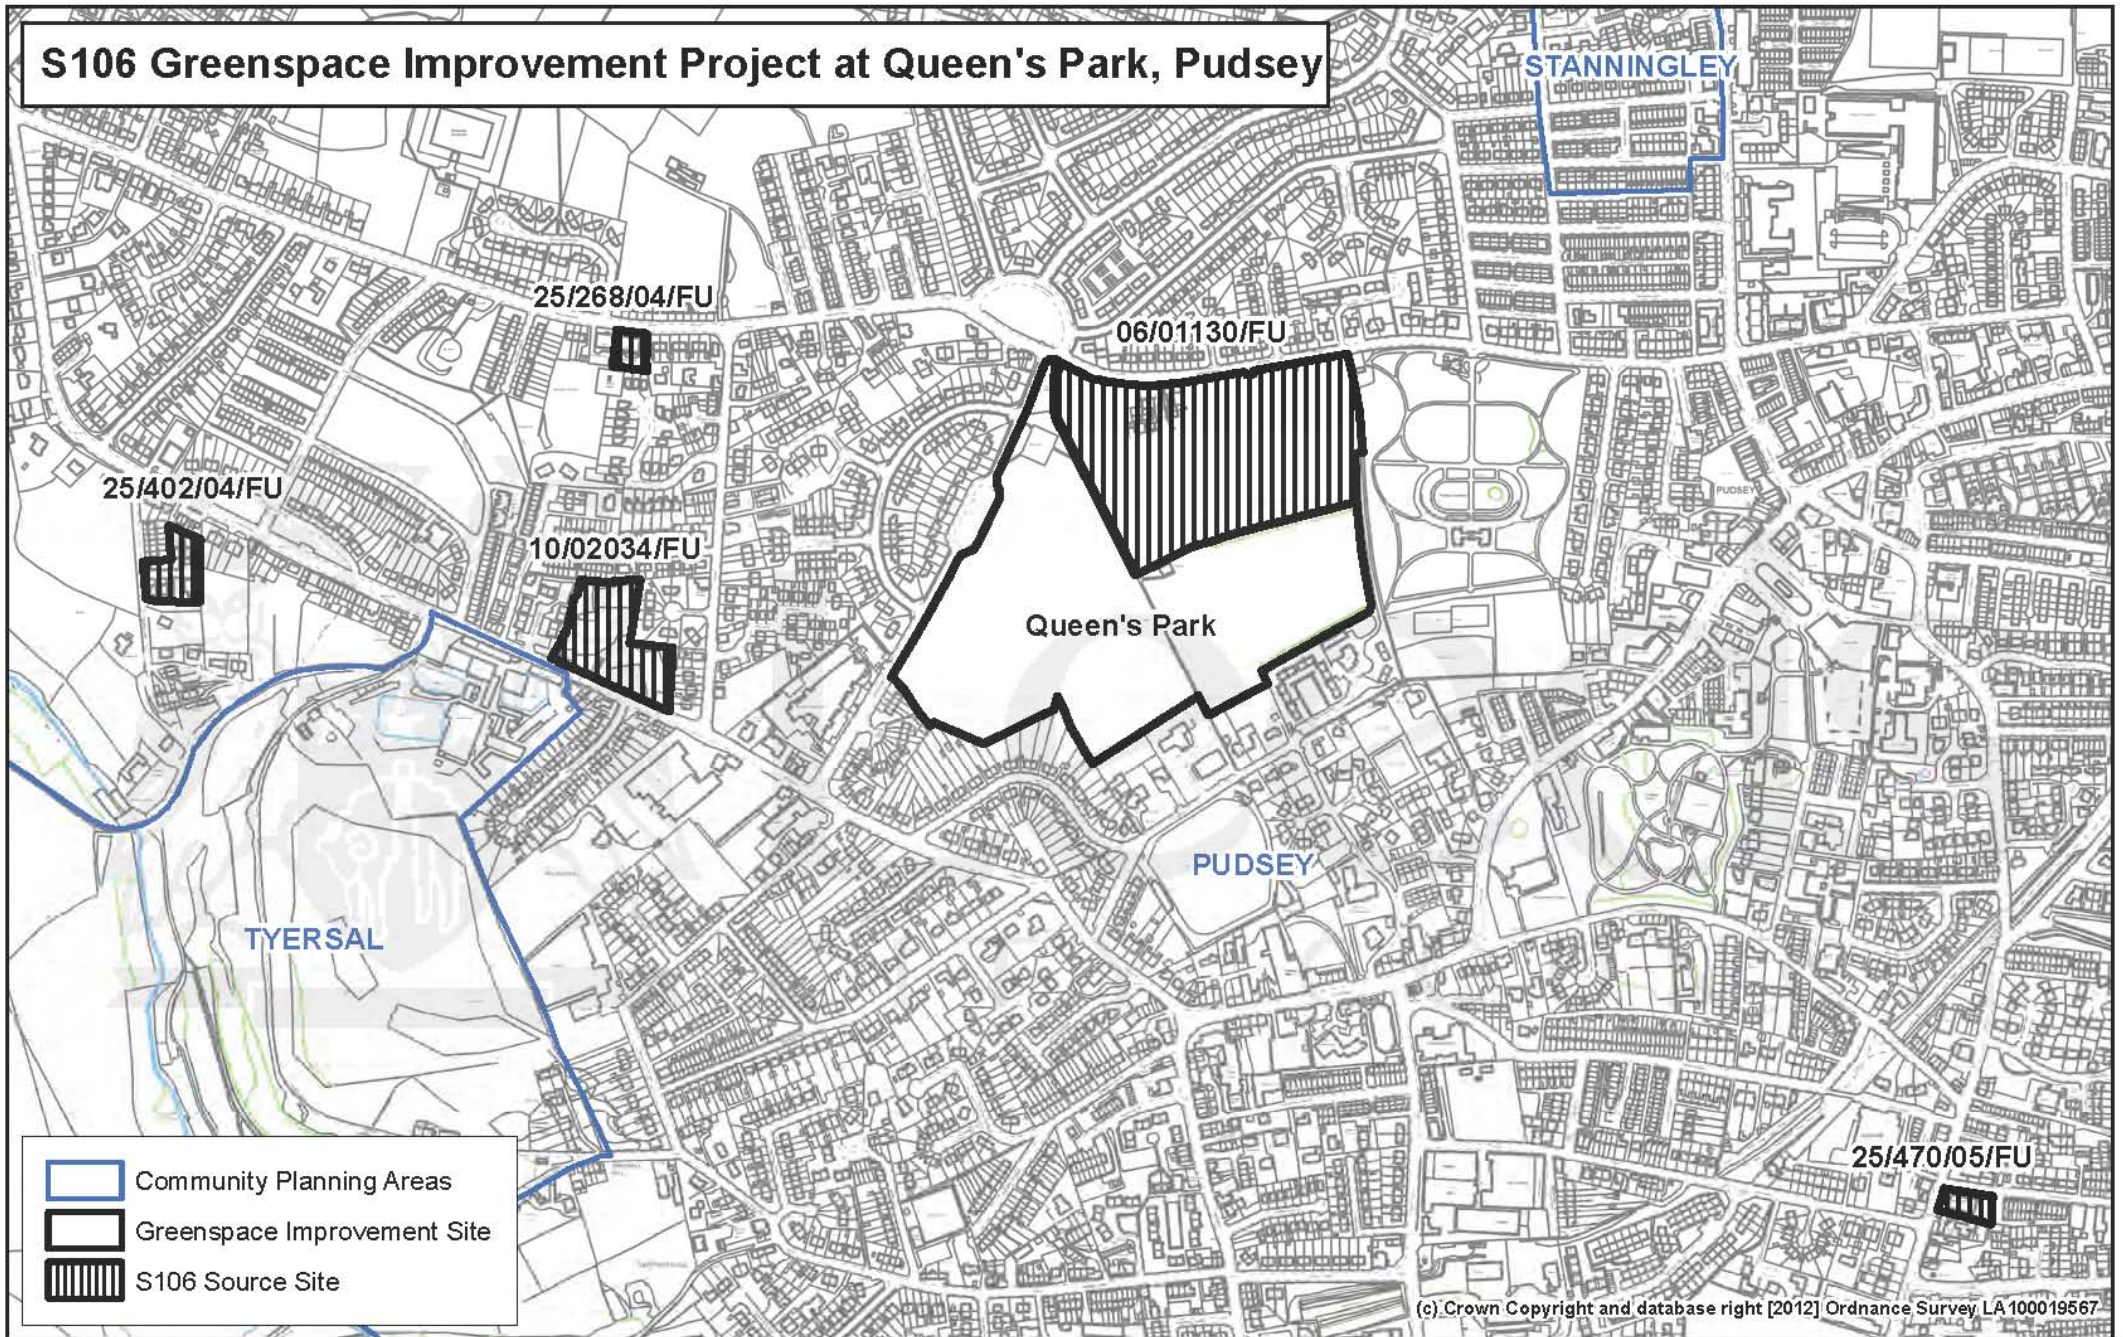 S106 Greenspace Improvement Project at Queen's Park, Pudsey
STANNINGLEY
25/268/04/FU
06/01130/FU
25/402/04/FU
PUDSEY
10/02034/FU
Queen's Park
PUDSEY
TYERSAL
25/470/05/FU
Community Planning Areas
Greenspace Improvement Site
S106 Source Site
(c) Crown Copyright and database right [2012] Ordnance Survey LA100019567